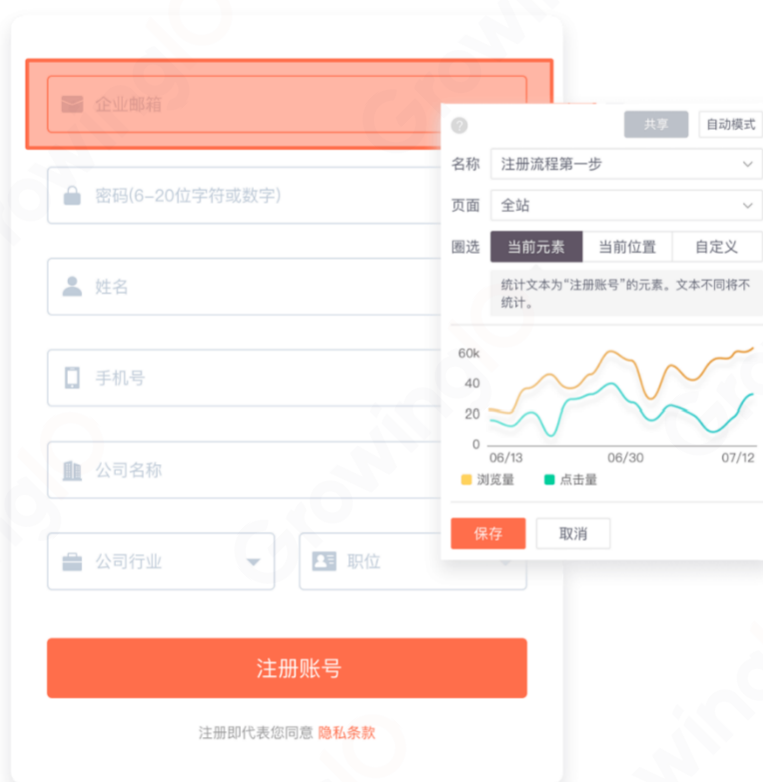 企业邮箱
密码(6-20位字符或数字)
姓名
手机号
公司名称
公司行业
职位
注册账号
注册即代表您同意 隐私条款
?
共享
自动模式
名称 注册流程第一步
页面 全站
圈选 当前元素 当前位置 自定义
统计文本为“注册账号”的元素。文本不同将不
统计。
60k
40
20
0
06/13 06/30 07/12
浏览量 点击量
保存 取消
GrowingIO